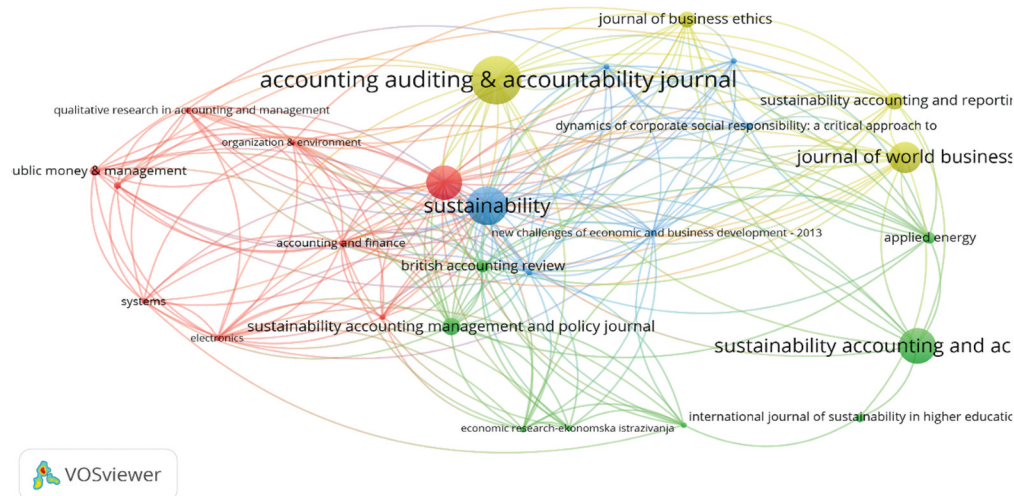 journal of business ethics
accounting auditing & accountability journal
sustainability accounting and reportin
qualitative research in accounting and management
dynamics of corporate social responsibility: a critical approach to
organization & environment
journal of world business
ublic money & management
sustainability
new challenges of economic and business development - 2013
applied energy
accounting and finance
british accounting review
systems
sustainability accounting management and policy journal
electronics
sustainability accounting and ac
international journal of sustainability in higher educatic
economic research-ekonomska istrazivanja
VOSviewer